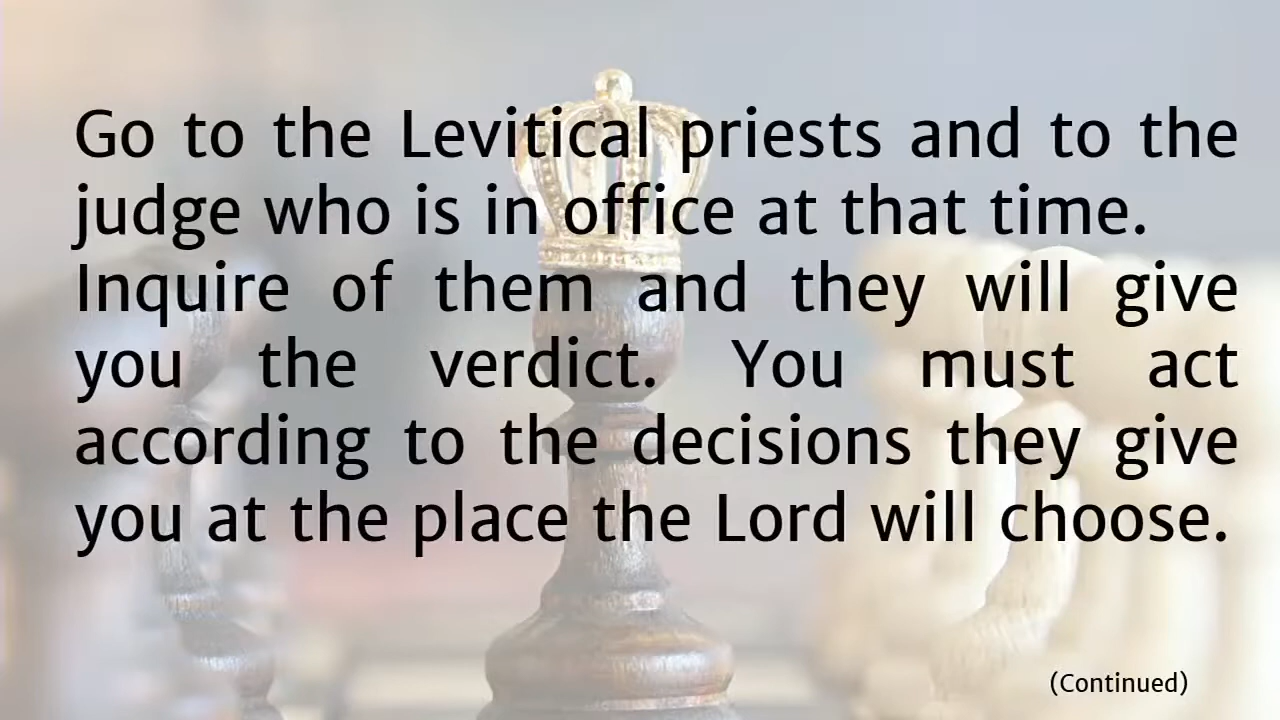 Go to the Levitical priests and to the
judge who is in office at that time.
Inquire of them and they will give
you the verdict. You must act
according to the decisions they give
you at the place the Lord will choose.
(Continued)